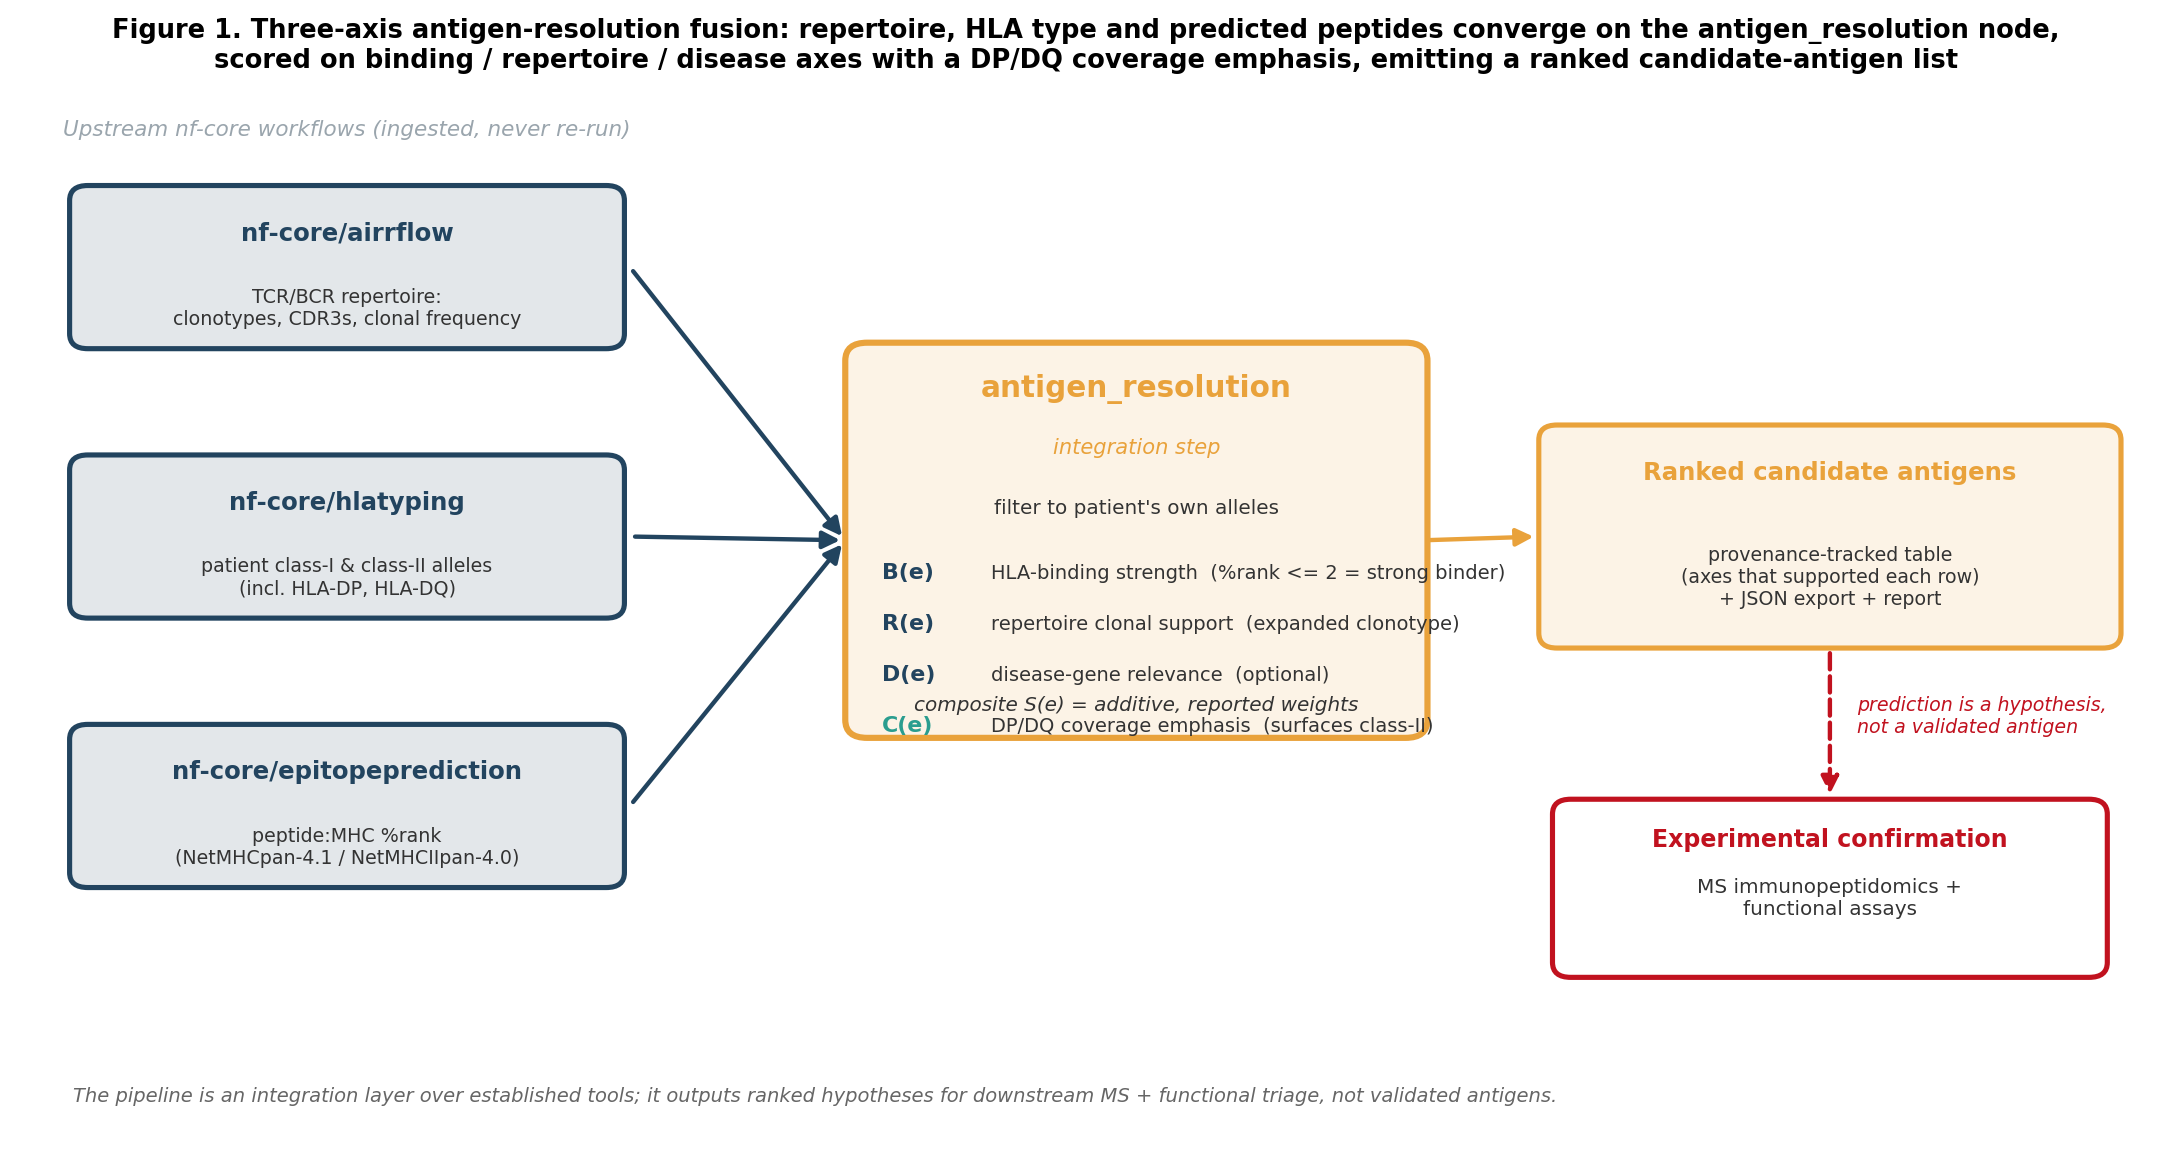 Figure 1. Three-axis antigen-resolution fusion: repertoire, HLA type and predicted peptides converge on the antigen_resolution node,
scored on binding / repertoire / disease axes with a DP/DQ coverage emphasis, emitting a ranked candidate-antigen list
Upstream nf-core workflows (ingested, never re-run)
nf-core/airrflow
TCR/BCR repertoire:
clonotypes, CDR3s, clonal frequency
nf-core/hlatyping
patient class-I & class-II alleles
(incl. HLA-DP, HLA-DQ)
nf-core/epitopeprediction
peptide:MHC %rank
(NetMHCpan-4.1 / NetMHCIIpan-4.0)
antigen_resolution
integration step
filter to patient's own alleles
B(e) HLA-binding strength (%rank <= 2 = strong binder)
R(e) repertoire clonal support (expanded clonotype)
D(e) disease-gene relevance (optional)
composite S(e) = additive, reported weights
C(e) DP/DQ coverage emphasis (surfaces class-II)
Ranked candidate antigens
provenance-tracked table
(axes that supported each row)
+ JSON export + report
prediction is a hypothesis,
not a validated antigen
Experimental confirmation
MS immunopeptidomics +
functional assays
The pipeline is an integration layer over established tools; it outputs ranked hypotheses for downstream MS + functional triage, not validated antigens.